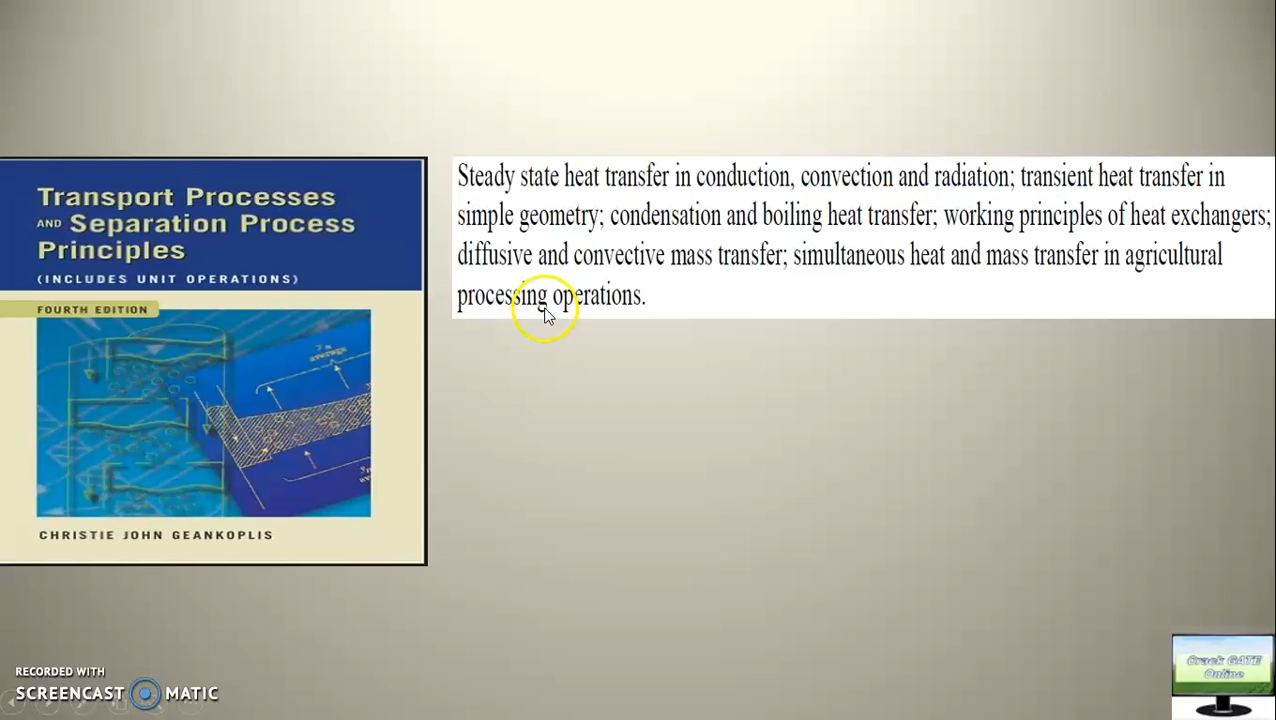 Transport Processes
AND Separation Process
Principles
(INCLUDES UNIT OPERATIONS)
FOURTH EDITION
CHRISTIE JOHN GEANKOPLIS
Steady state heat transfer in conduction, convection and radiation; transient heat transfer in
simple geometry; condensation and boiling heat transfer; working principles of heat exchangers;
diffusive and convective mass transfer; simultaneous heat and mass transfer in agricultural
processing operations.
RECORDED WITH
SCREENCAST MATIC
Crack GATE
Online